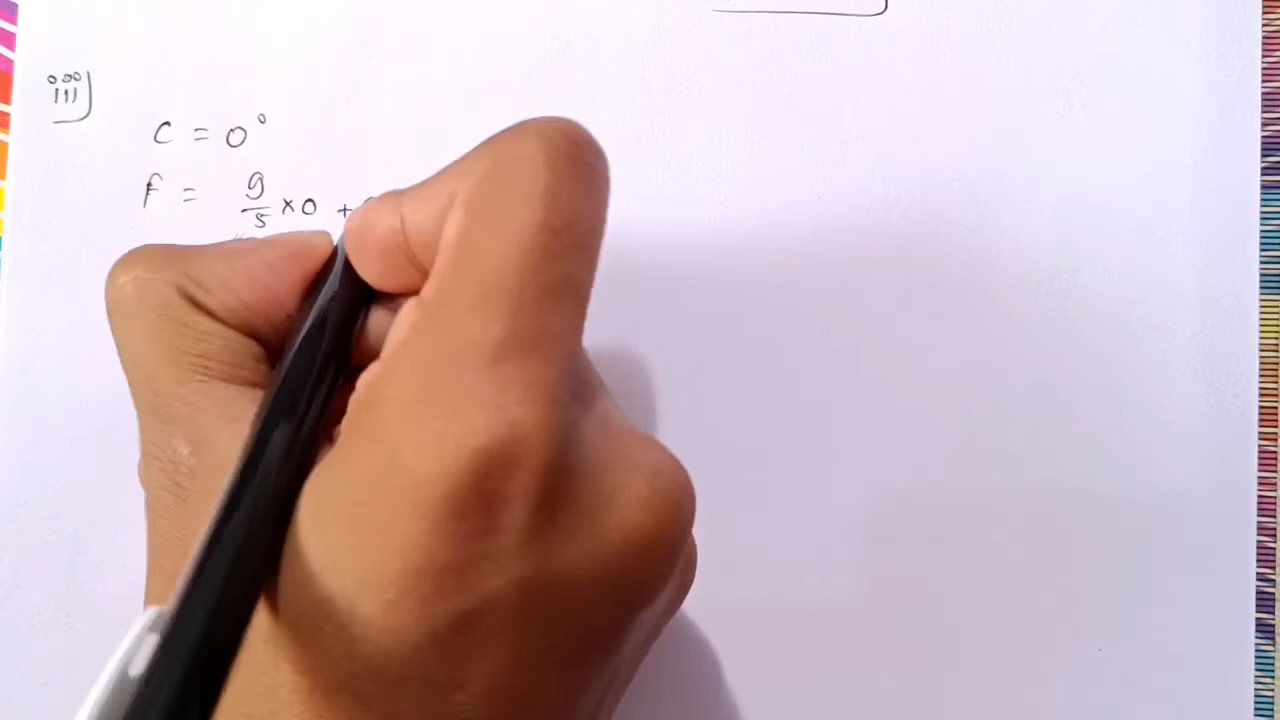 iii)
C = 0°
F = 9/5 × 0 +